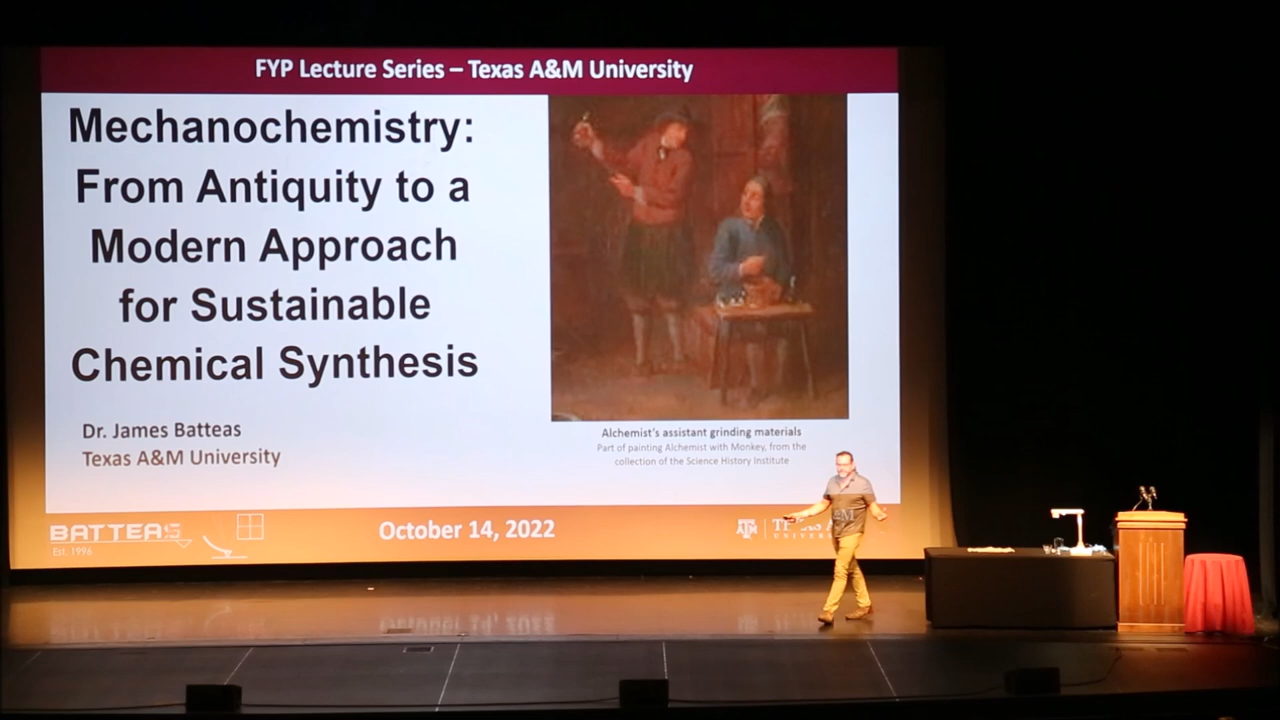 FYP Lecture Series – Texas A&M University
Mechanochemistry:
From Antiquity to a
Modern Approach
for Sustainable
Chemical Synthesis
Dr. James Batteas
Texas A&M University
Alchemist's assistant grinding materials
Part of painting Alchemist with Monkey, from the
collection of the Science History Institute
BATTEAS
Est. 1996
October 14, 2022